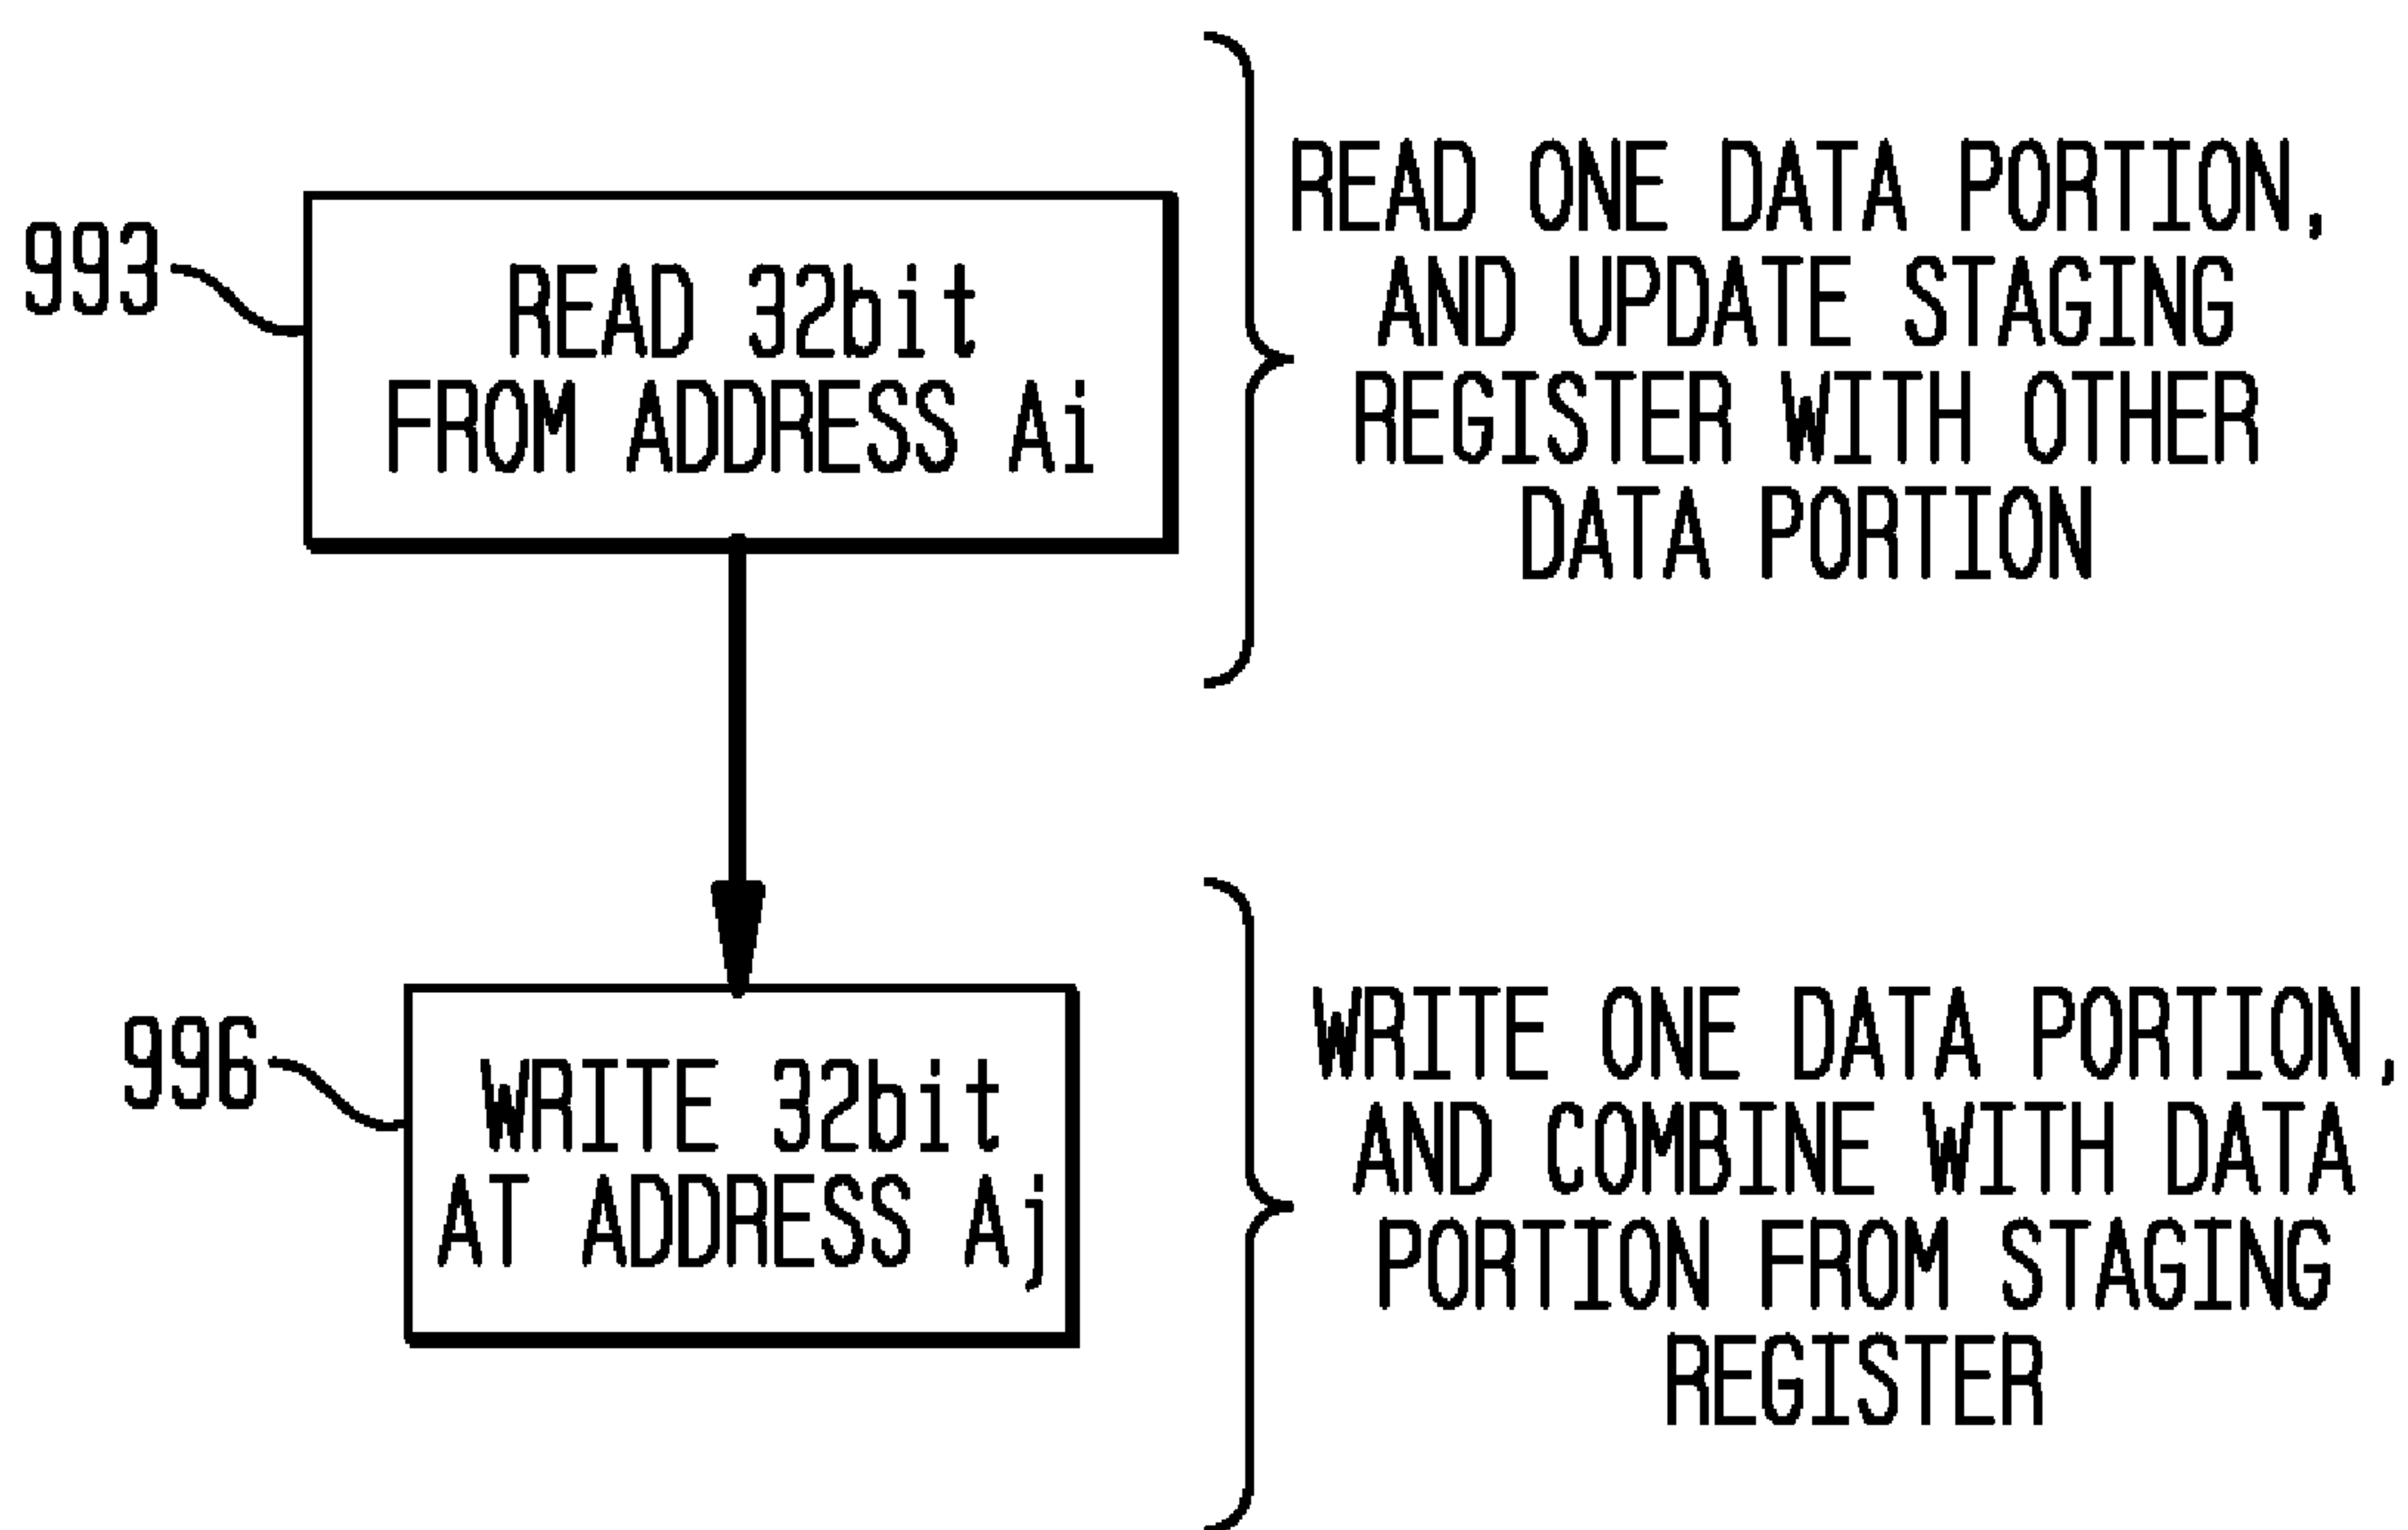 993
READ 32bit
FROM ADDRESS Ai
READ ONE DATA PORTION,
AND UPDATE STAGING
REGISTER WITH OTHER
DATA PORTION
996
WRITE 32bit
AT ADDRESS Aj
WRITE ONE DATA PORTION,
AND COMBINE WITH DATA
PORTION FROM STAGING
REGISTER